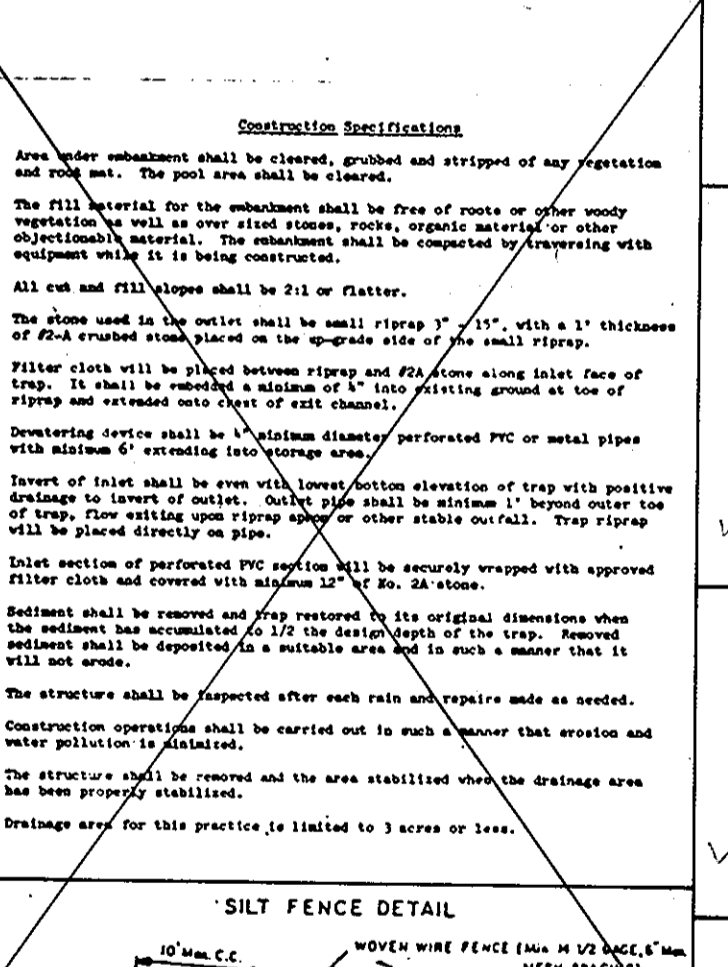 Construction Specifications
Area under embankment shall be cleared, grubbed and stripped of any vegetation
and root mat. The pool area shall be cleared.
The fill material for the embankment shall be free of roots or other woody
vegetation as well as over sized stones, rocks, organic material or other
objectionable material. The embankment shall be compacted by traversing with
equipment while it is being constructed.
All cut and fill slopes shall be 2:1 or flatter.
The stone used in the outlet shall be small riprap 3" - 15", with a 1' thickness
of #2-A crushed stone placed on the up-grade side of the small riprap.
Filter cloth will be placed between riprap and #2A stone along inlet face of
trap. It shall be embedded a minimum of 4" into existing ground at toe of
riprap and extended onto crest of exit channel.
Dewatering device shall be 4" minimum diameter perforated PVC or metal pipes
with minimum 6' extending into storage area.
Invert of inlet shall be even with lowest bottom elevation of trap with positive
drainage to invert of outlet. Outlet pipe shall be minimum 1' beyond outer toe
of trap, flow exiting upon riprap apron or other stable outfall. Trap riprap
will be placed directly on pipe.
Inlet section of perforated PVC section will be securely wrapped with approved
filter cloth and covered with minimum 12" of No. 2A stone.
Sediment shall be removed and trap restored to its original dimensions when
the sediment has accumulated to 1/2 the design depth of the trap. Removed
sediment shall be deposited in a suitable area and in such a manner that it
will not erode.
The structure shall be inspected after each rain and repairs made as needed.
Construction operations shall be carried out in such a manner that erosion and
water pollution is minimized.
The structure shall be removed and the area stabilized when the drainage area
has been properly stabilized.
Drainage area for this practice is limited to 3 acres or less.
SILT FENCE DETAIL
10' Max. C.C.
WOVEN WIRE FENCE (Min 14 1/2 GAGE, 6" Max
MESH SPACING)